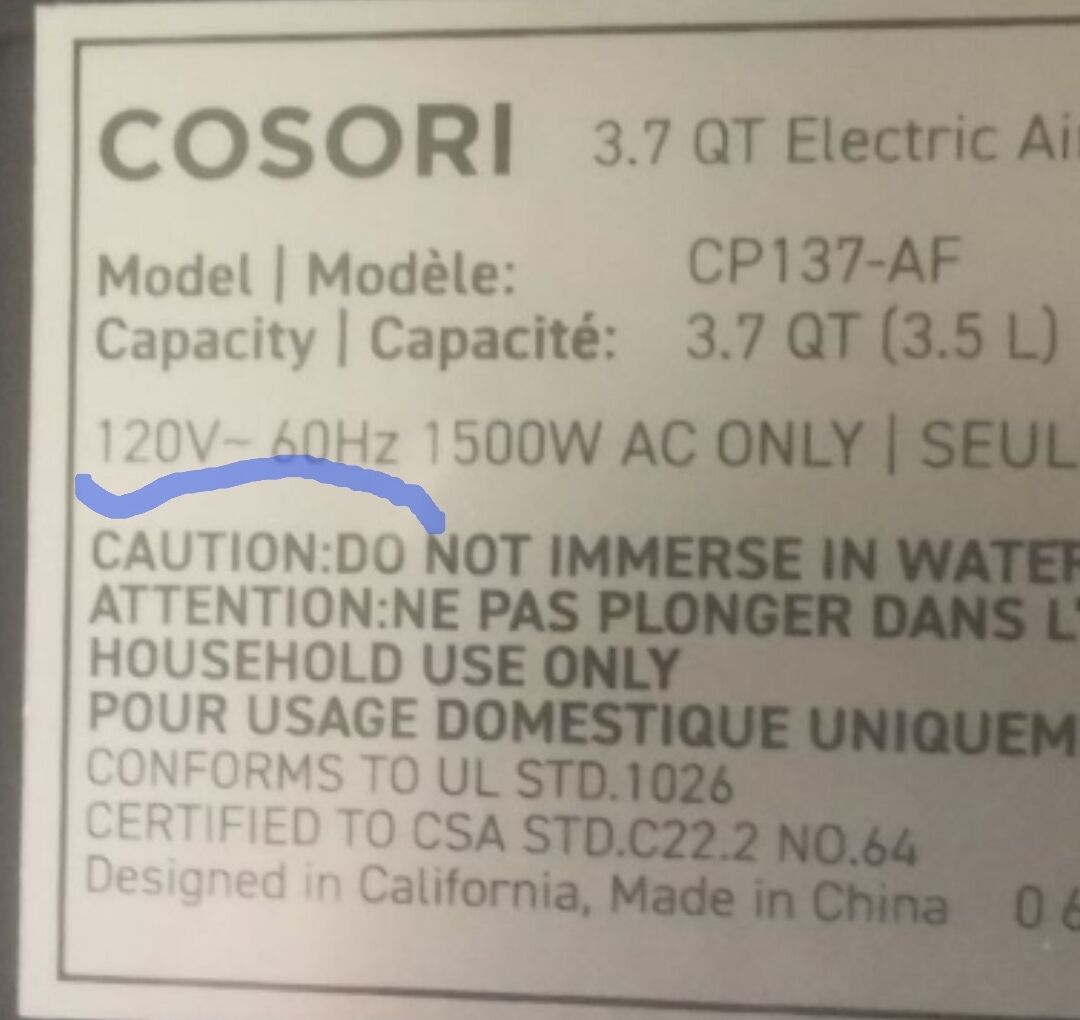 COSORI 3.7 QT Electric
Model | Modèle: CP137-AF
Capacity | Capacité: 3.7 QT (3.5 L)
120V~ 60Hz 1500W AC ONLY | SEUL
CAUTION:DO NOT IMMERSE IN WATER
ATTENTION:NE PAS PLONGER DANS L'
HOUSEHOLD USE ONLY
POUR USAGE DOMESTIQUE UNIQUEM
CONFORMS TO UL STD.1026
CERTIFIED TO CSA STD.C22.2 NO.64
Designed in California, Made in China 0